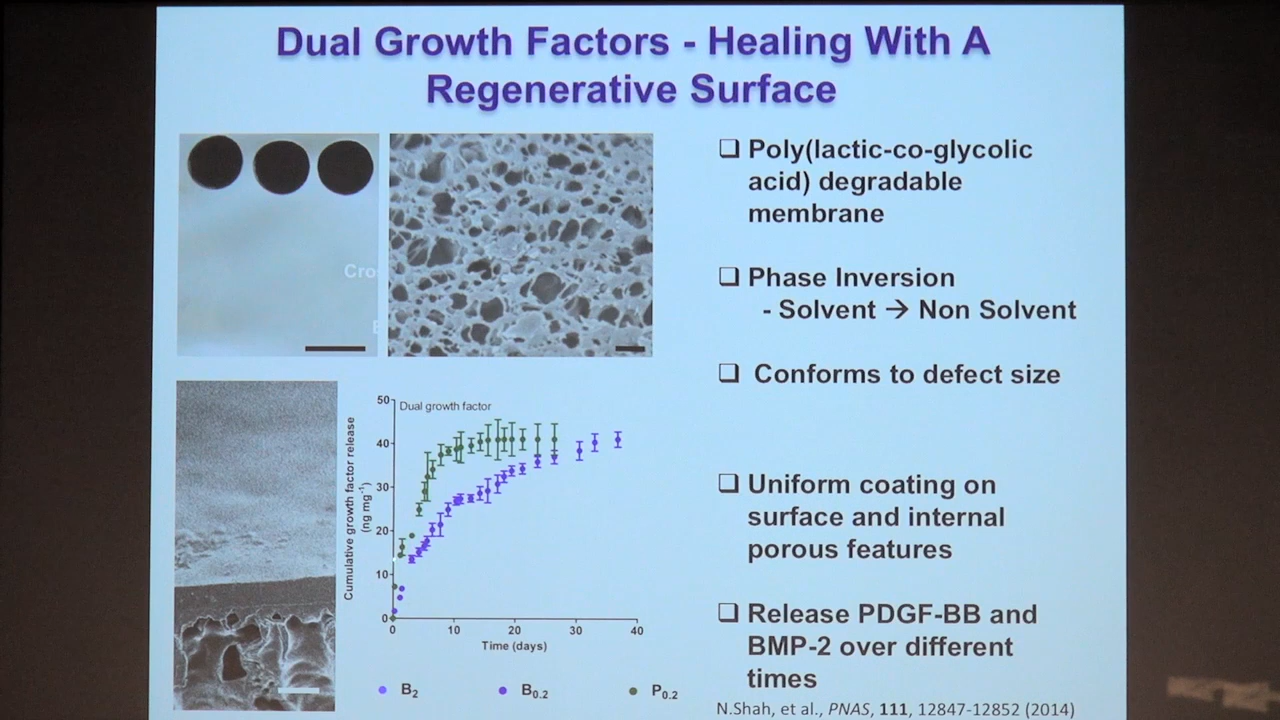 Dual Growth Factors - Healing With A
Regenerative Surface
Cro
❑ Poly(lactic-co-glycolic
acid) degradable
membrane
❑ Phase Inversion
- Solvent → Non Solvent
❑ Conforms to defect size
❑ Uniform coating on
surface and internal
porous features
❑ Release PDGF-BB and
BMP-2 over different
times
Dual growth factor
Cumulative growth factor release
(ng mg⁻¹)
50
40
30
20
10
0
0 10 20 30 40
Time (days)
B₂ B₀.₂ P₀.₂
N.Shah, et al., PNAS, 111, 12847-12852 (2014)